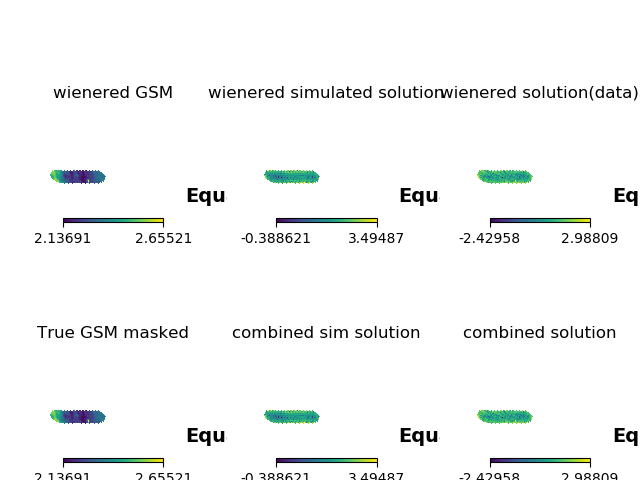 wienered GSM wienered simulated solution wienered solution(data)
Equ Equ Eq
2.13691 2.65521 -0.388621 3.49487 -2.42958 2.98809
True GSM masked combined sim solution combined solution
Equ Equ Eq
2.13691 2.65521 -0.388621 3.49487 -2.42958 2.98809